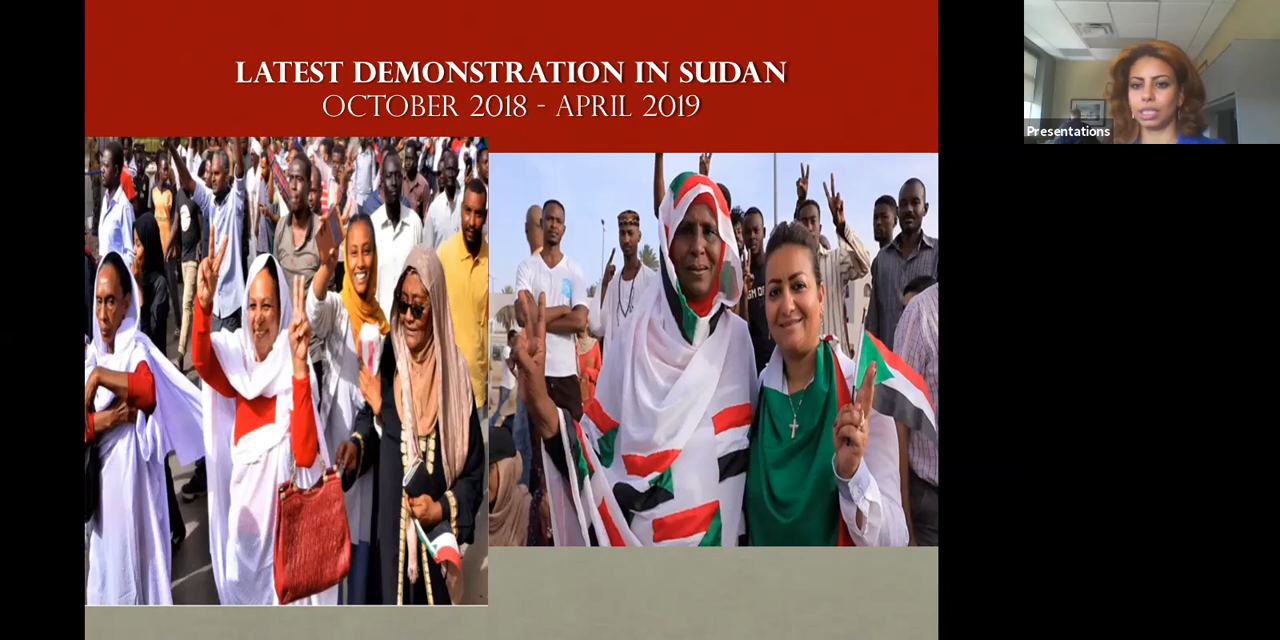 LATEST DEMONSTRATION IN SUDAN
OCTOBER 2018 - APRIL 2019
Presentations